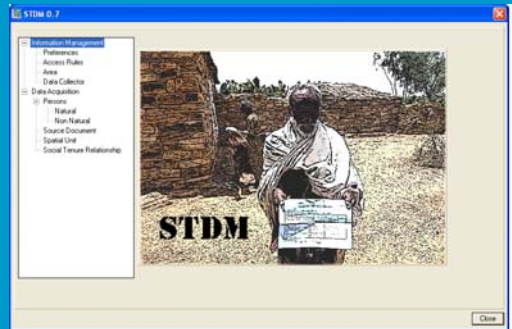 STDM 0.7
Information Management
Preferences
Access Rules
Area
Data Collector
Data Acquisition
Persons
Natural
Non Natural
Source Document
Spatial Unit
Social Tenure Relationship
STDM
Close